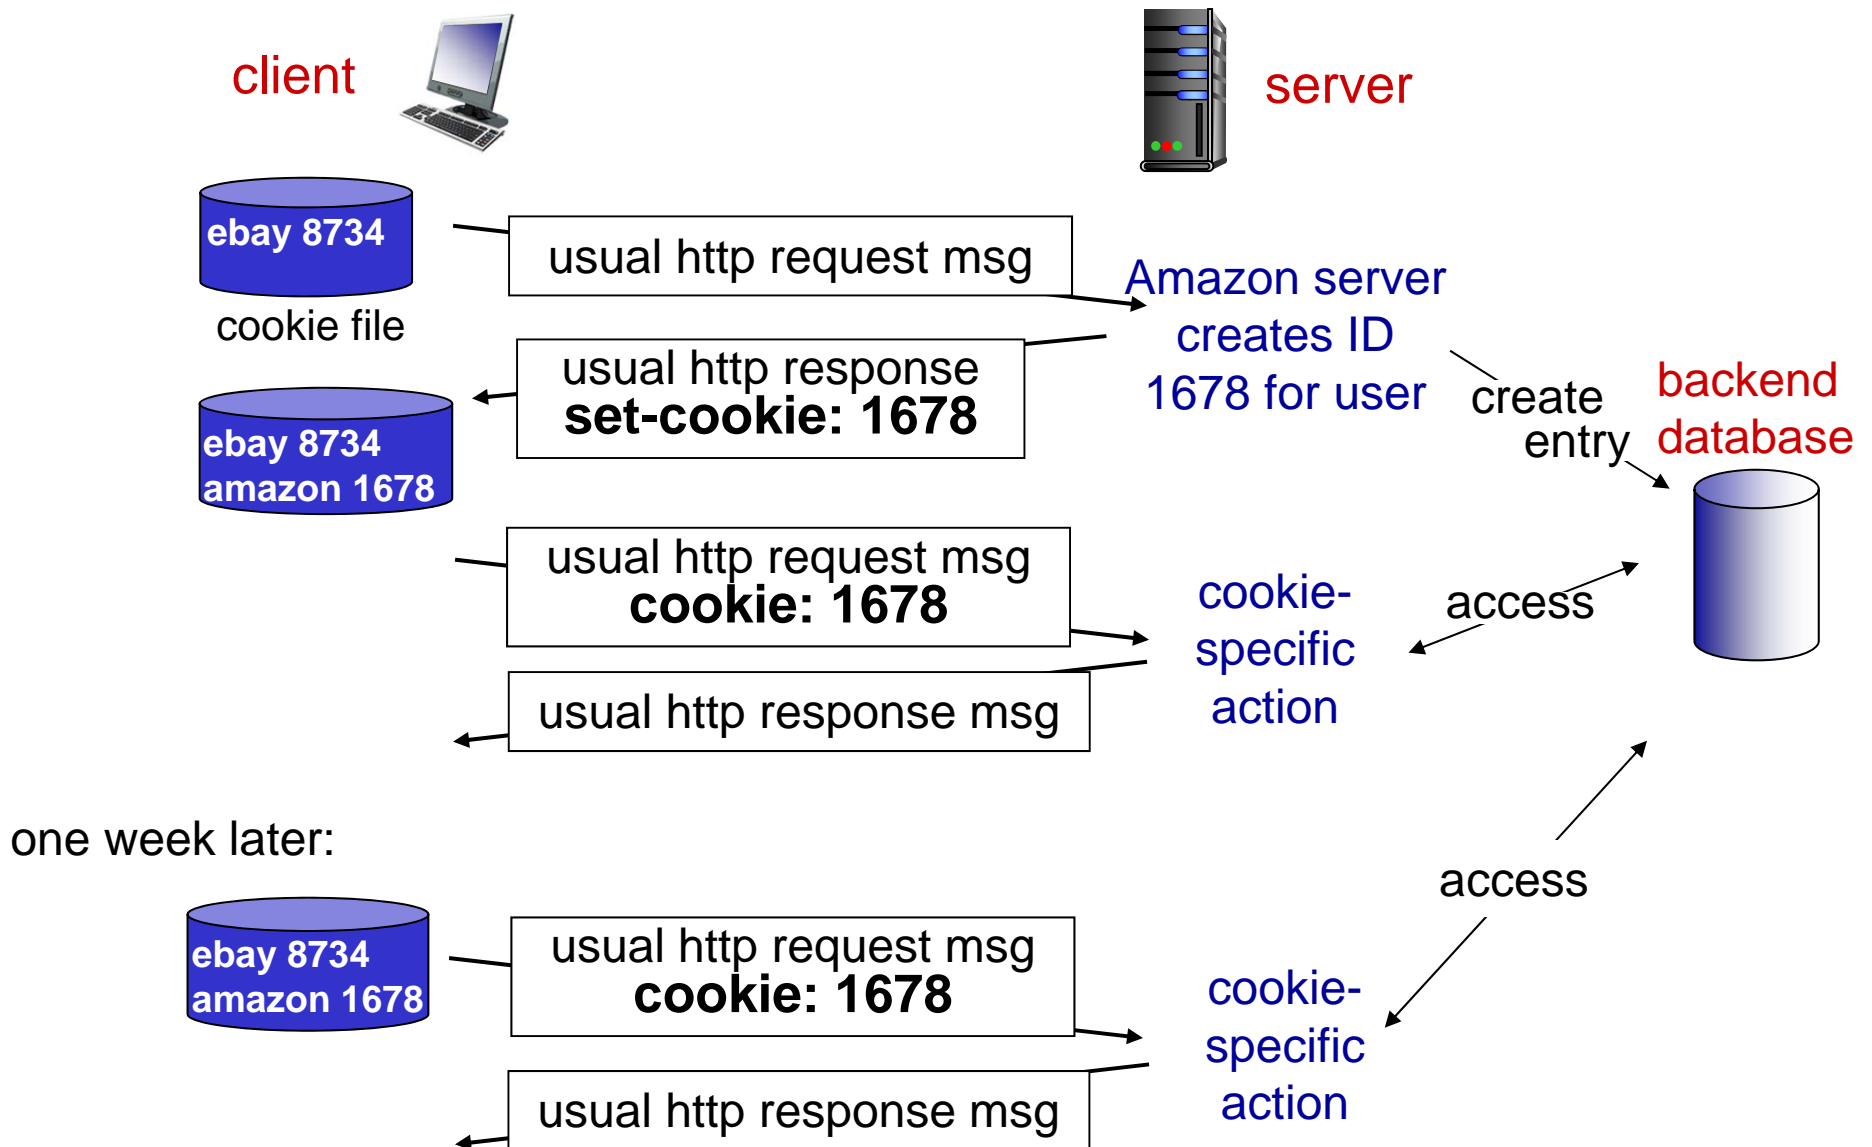 client
server
ebay 8734
cookie file
usual http request msg
Amazon server
creates ID
1678 for user
usual http response
set-cookie: 1678
create
entry
backend
database
ebay 8734
amazon 1678
usual http request msg
cookie: 1678
cookie-
specific
action
access
usual http response msg
one week later:
access
ebay 8734
amazon 1678
usual http request msg
cookie: 1678
cookie-
specific
action
usual http response msg